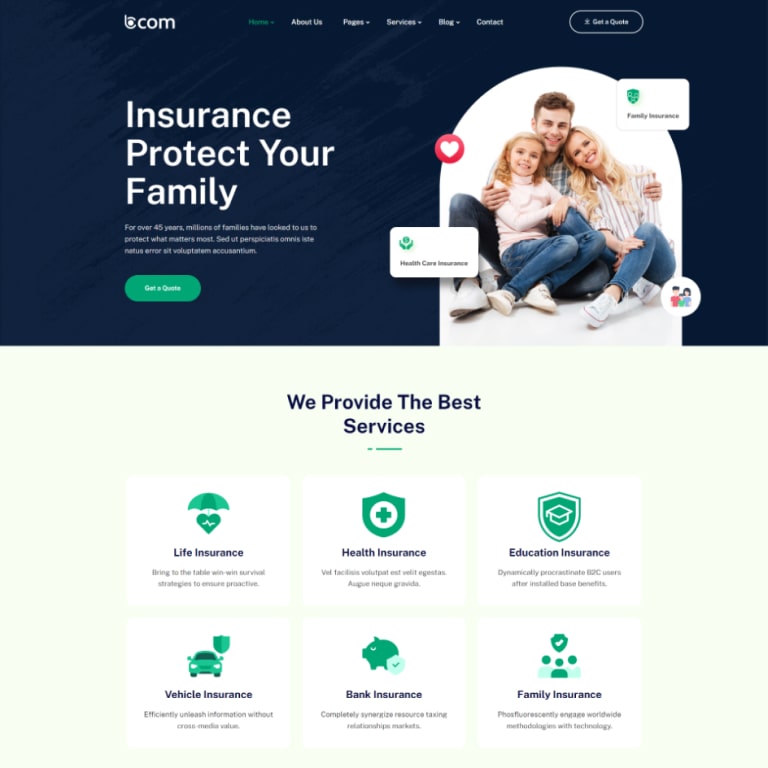 bcom
Home About Us Pages Services Blog Contact
Get a Quote
Insurance
Protect Your
Family
For over 45 years, millions of families have looked to us to
protect what matters most. Sed ut perspiciatis omnis iste
natus error sit voluptatem accusantium.
Get a Quote
Family Insurance
Health Care Insurance
We Provide The Best
Services
Life Insurance
Bring to the table win-win survival
strategies to ensure proactive.
Health Insurance
Vet facilisis volutpat est velit egestas.
Augue neque gravida.
Education Insurance
Dynamically procrastinate B2C users
after installed base benefits.
Vehicle Insurance
Efficiently unleash information without
cross-media value.
Bank Insurance
Completely synergize resource taxing
relationships markets.
Family Insurance
Phosfluorescently engage worldwide
methodologies with technology.